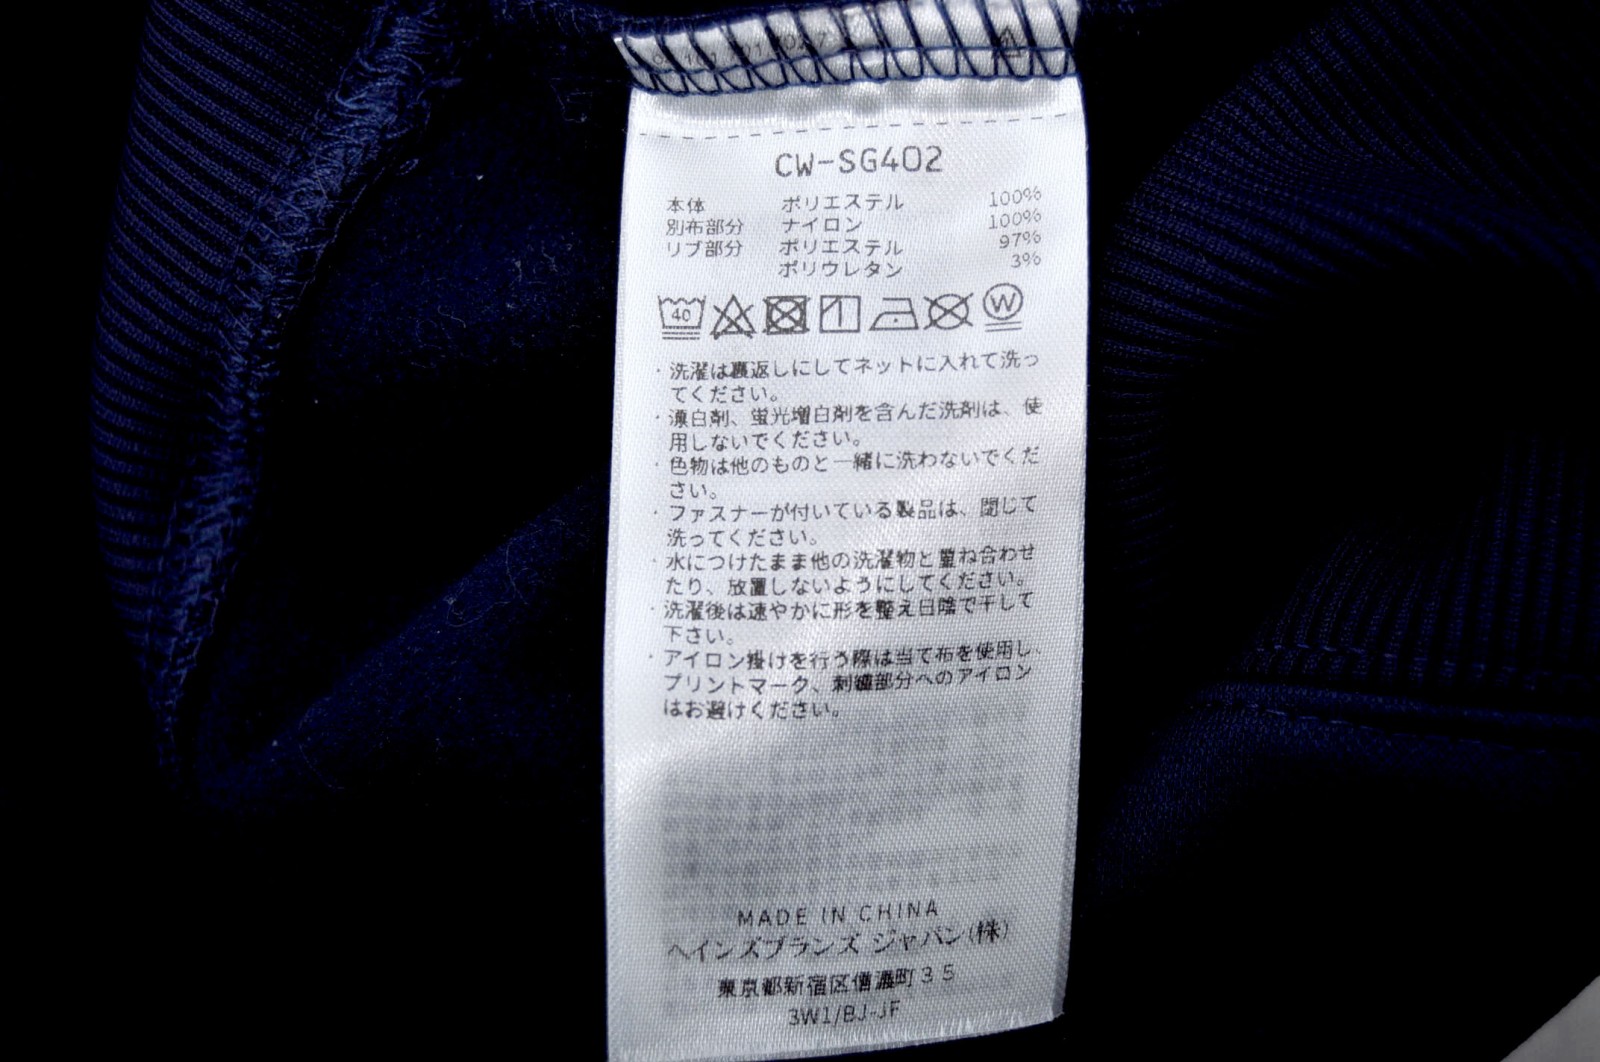 CW-SG402
本体 ポリエステル 100%
別布部分 ナイロン 100%
リブ部分 ポリエステル 97%
ポリウレタン 3%
40 W
・洗濯は裏返しにしてネットに入れて洗っ
てください。
・漂白剤、蛍光増白剤を含んだ洗剤は、使
用しないでください。
・色物は他のものと一緒に洗わないでくだ
さい。
・ファスナーが付いている製品は、閉じて
洗ってください。
・水につけたまま他の洗濯物と重ね合わせ
たり、放置しないようにしてください。
・洗濯後は速やかに形を整え日陰で干して
下さい。
・アイロン掛けを行う際は当て布を使用し、
プリントマーク、刺繍部分へのアイロン
はお避けください。
MADE IN CHINA
ヘインズブランズ ジャパン(株)
東京都新宿区信濃町35
3W1/BJ-JF